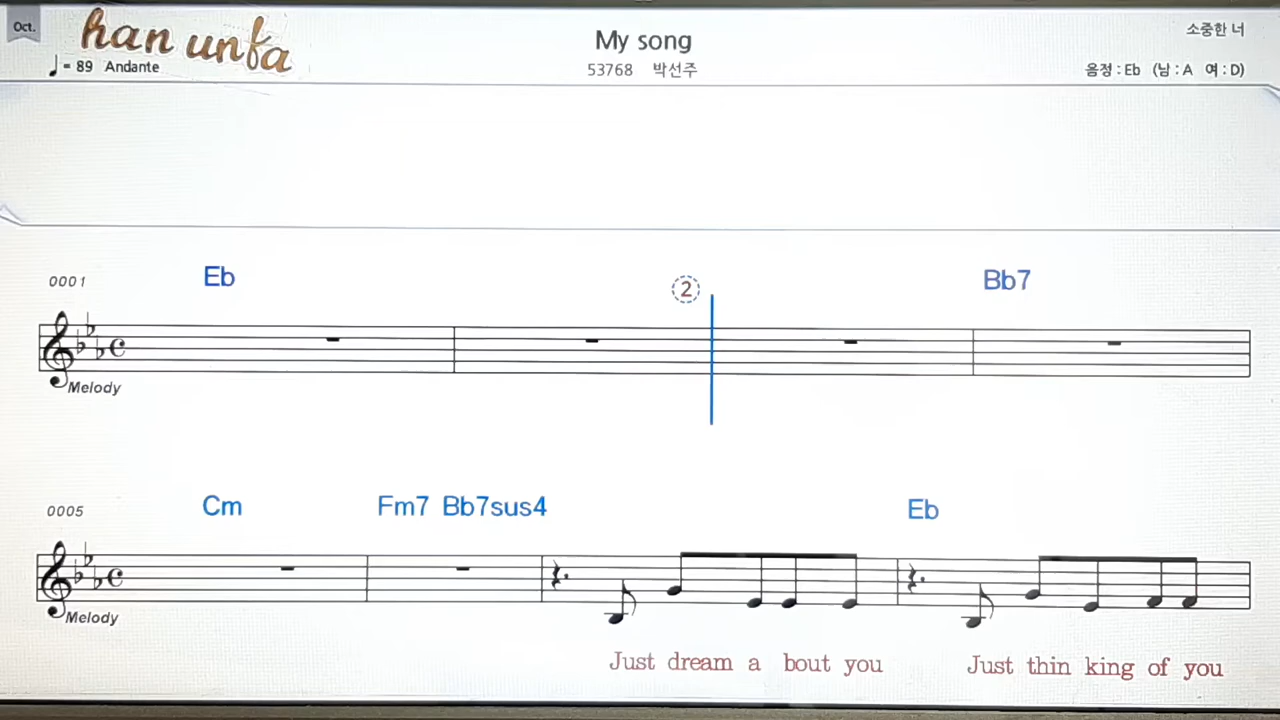 Oct.
han unfa
My song
소중한 너
♩= 89 Andante
53768 박선주
음정 : Eb (남 : A 여 : D)
0001 Eb ② Bb7
Melody
0005 Cm Fm7 Bb7sus4 Eb
Melody
Just dream a bout you Just thin king of you